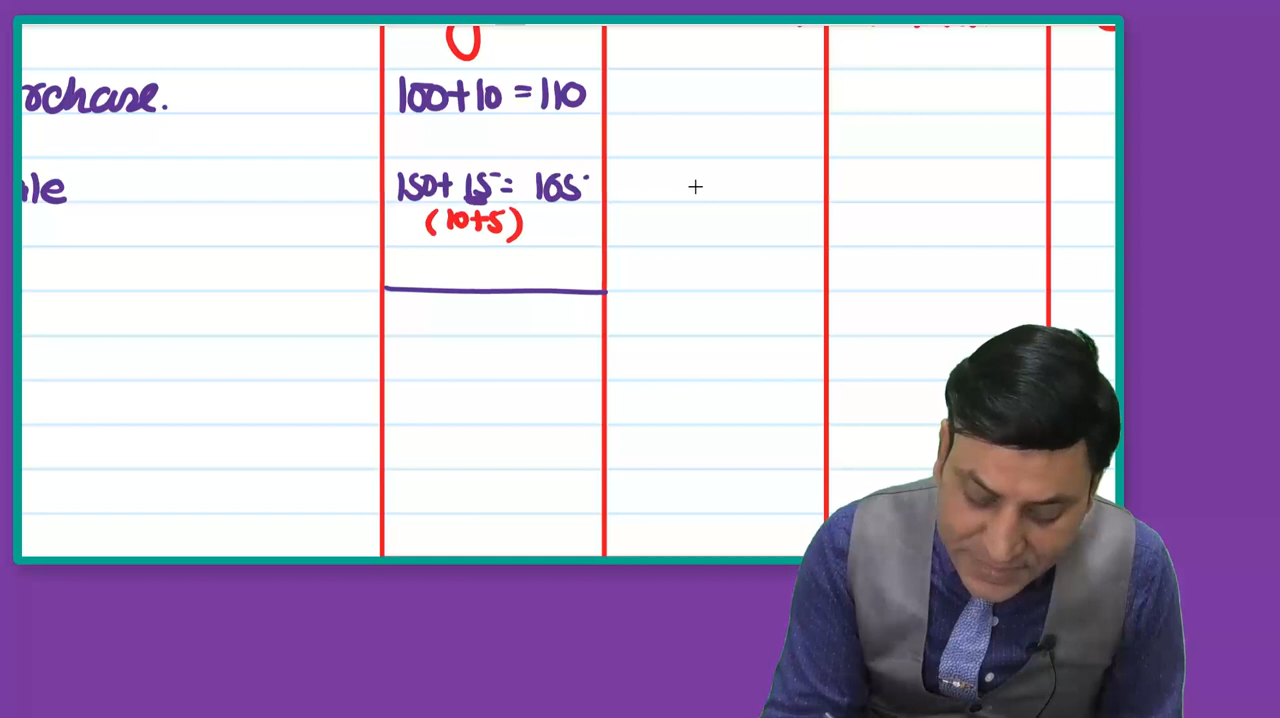 rchase. 100+10 = 110
le 150+ 15 = 165
(10+5)